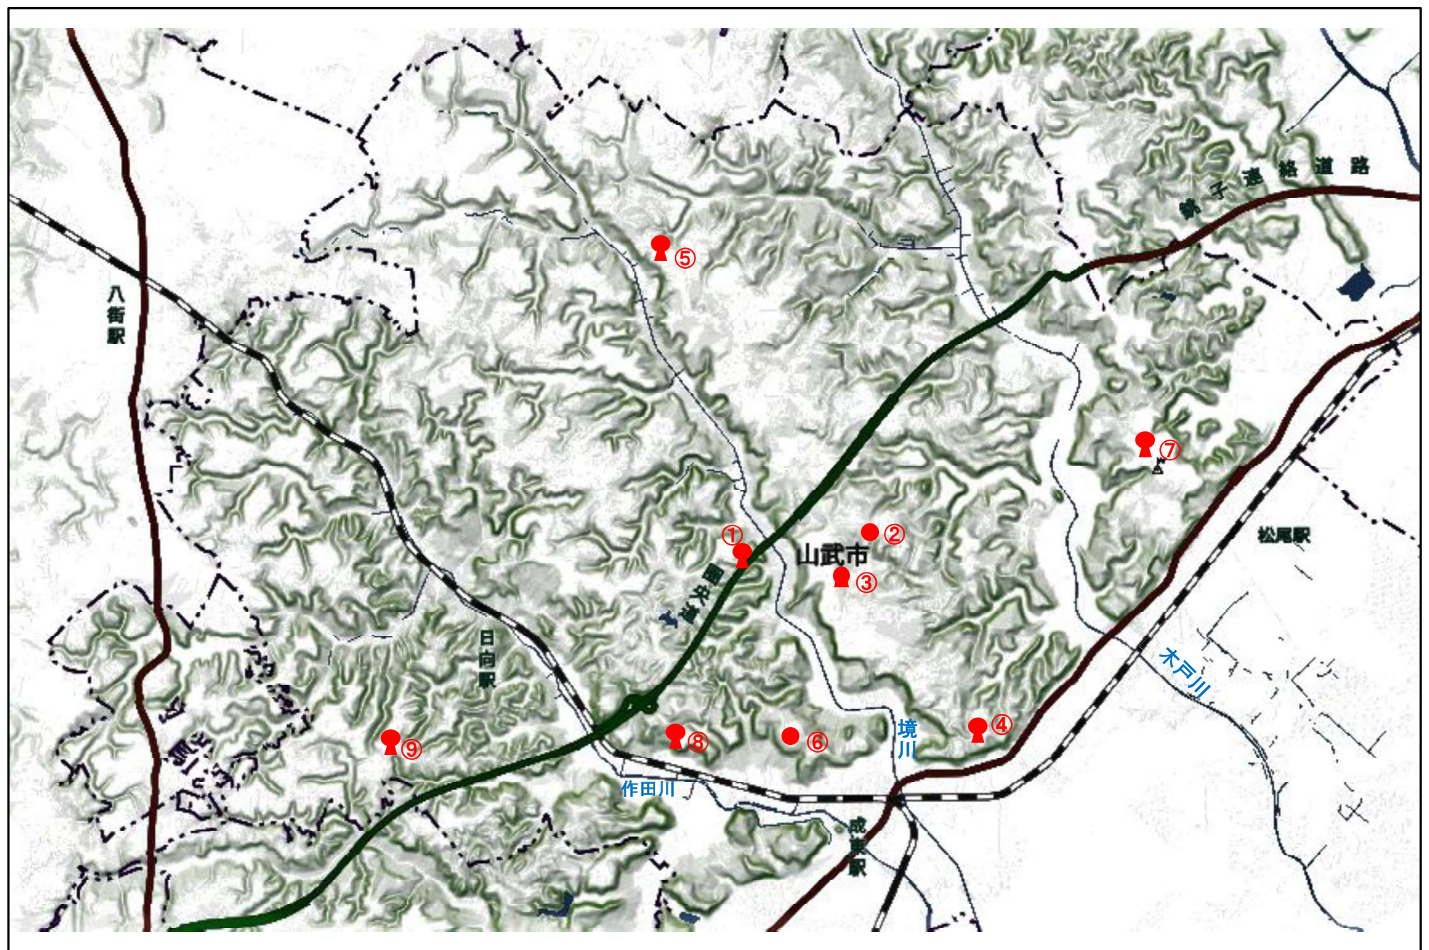 銚子連絡道路
⑤
八街駅
⑦
①
②
山武市
松尾駅
③
圏央道
日向駅
木戸川
④
境川
⑧
⑥
⑨
作田川
成東駅